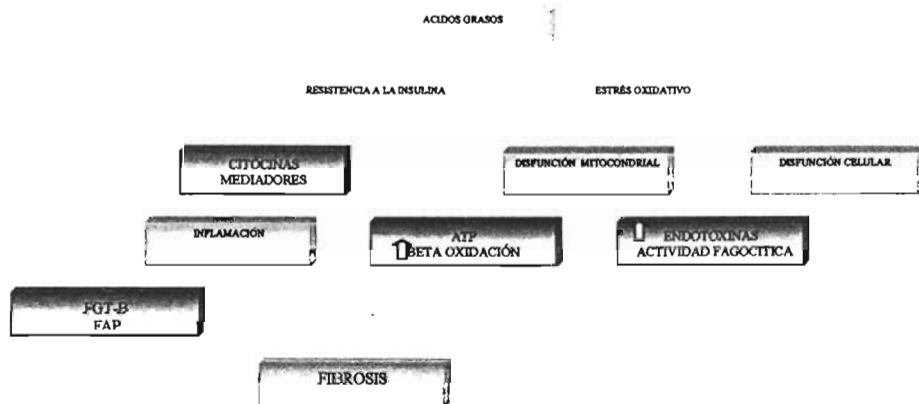 ACIDOS GRASOS
RESISTENCIA A LA INSULINA
ESTRÉS OXIDATIVO
CITOCINAS
MEDIADORES
DISFUNCIÓN MITOCONDRIAL
DISFUNCIÓN CELULAR
INFLAMACIÓN
ATP
BETA OXIDACIÓN
ENDOTOXINAS
ACTIVIDAD FAGOCITICA
FGT-B
FAP
FIBROSIS